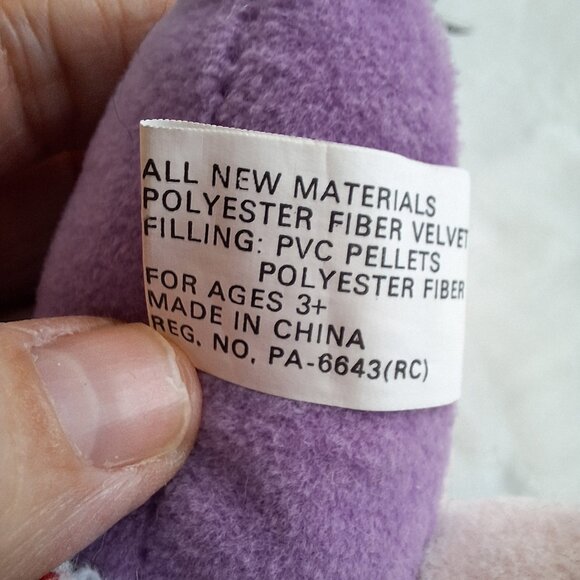 ALL NEW MATERIALS
POLYESTER FIBER VELVET
FILLING: PVC PELLETS
POLYESTER FIBER
FOR AGES 3+
MADE IN CHINA
REG. NO. PA-6643(RC)